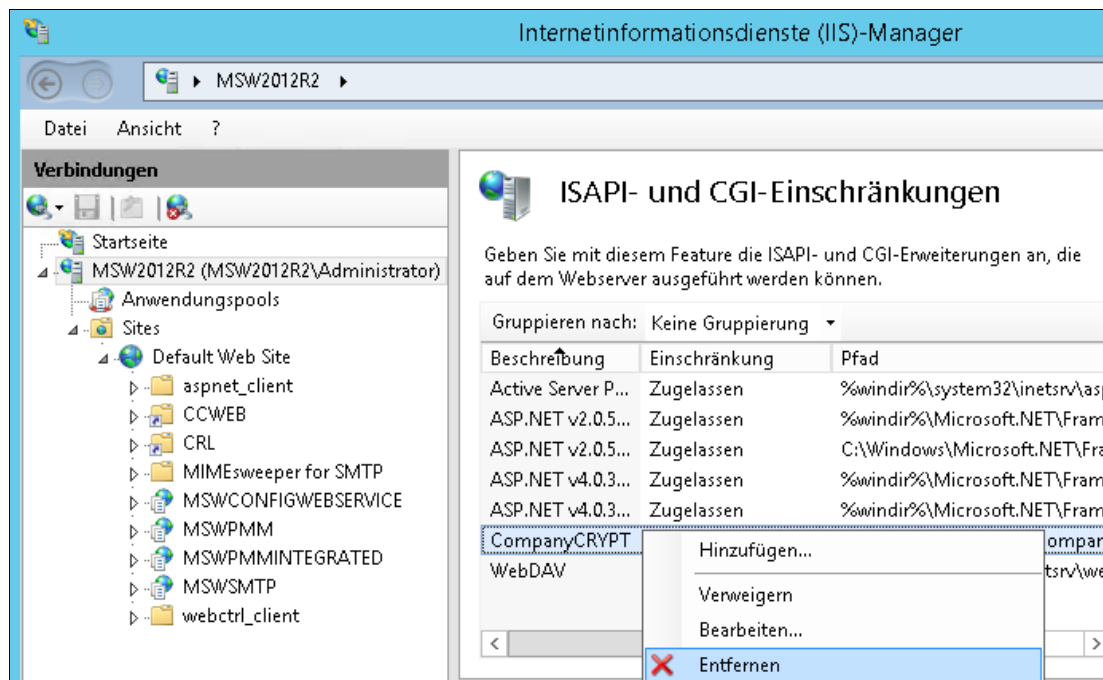 Internetinformationsdienste (IIS)-Manager
MSW2012R2
Datei Ansicht ?
Verbindungen
Startseite
MSW2012R2 (MSW2012R2\Administrator)
Anwendungspools
Sites
Default Web Site
aspnet_client
CCWEB
CRL
MIMEsweeper for SMTP
MSWCONFIGWEBSERVICE
MSWPMM
MSWPMMINTEGRATED
MSWSMTP
webctrl_client
ISAPI- und CGI-Einschränkungen
Geben Sie mit diesem Feature die ISAPI- und CGI-Erweiterungen an, die
auf dem Webserver ausgeführt werden können.
Gruppieren nach: Keine Gruppierung
Beschreibung Einschränkung Pfad
Active Server P... Zugelassen %windir%\system32\inetsrv\asp
ASP.NET v2.0.5... Zugelassen %windir%\Microsoft.NET\Fram
ASP.NET v2.0.5... Zugelassen C:\Windows\Microsoft.NET\Fra
ASP.NET v4.0.3... Zugelassen %windir%\Microsoft.NET\Fram
ASP.NET v4.0.3... Zugelassen %windir%\Microsoft.NET\Fram
CompanyCRYPT ompan
WebDAV tsrv\we
Hinzufügen...
Verweigern
Bearbeiten...
Entfernen